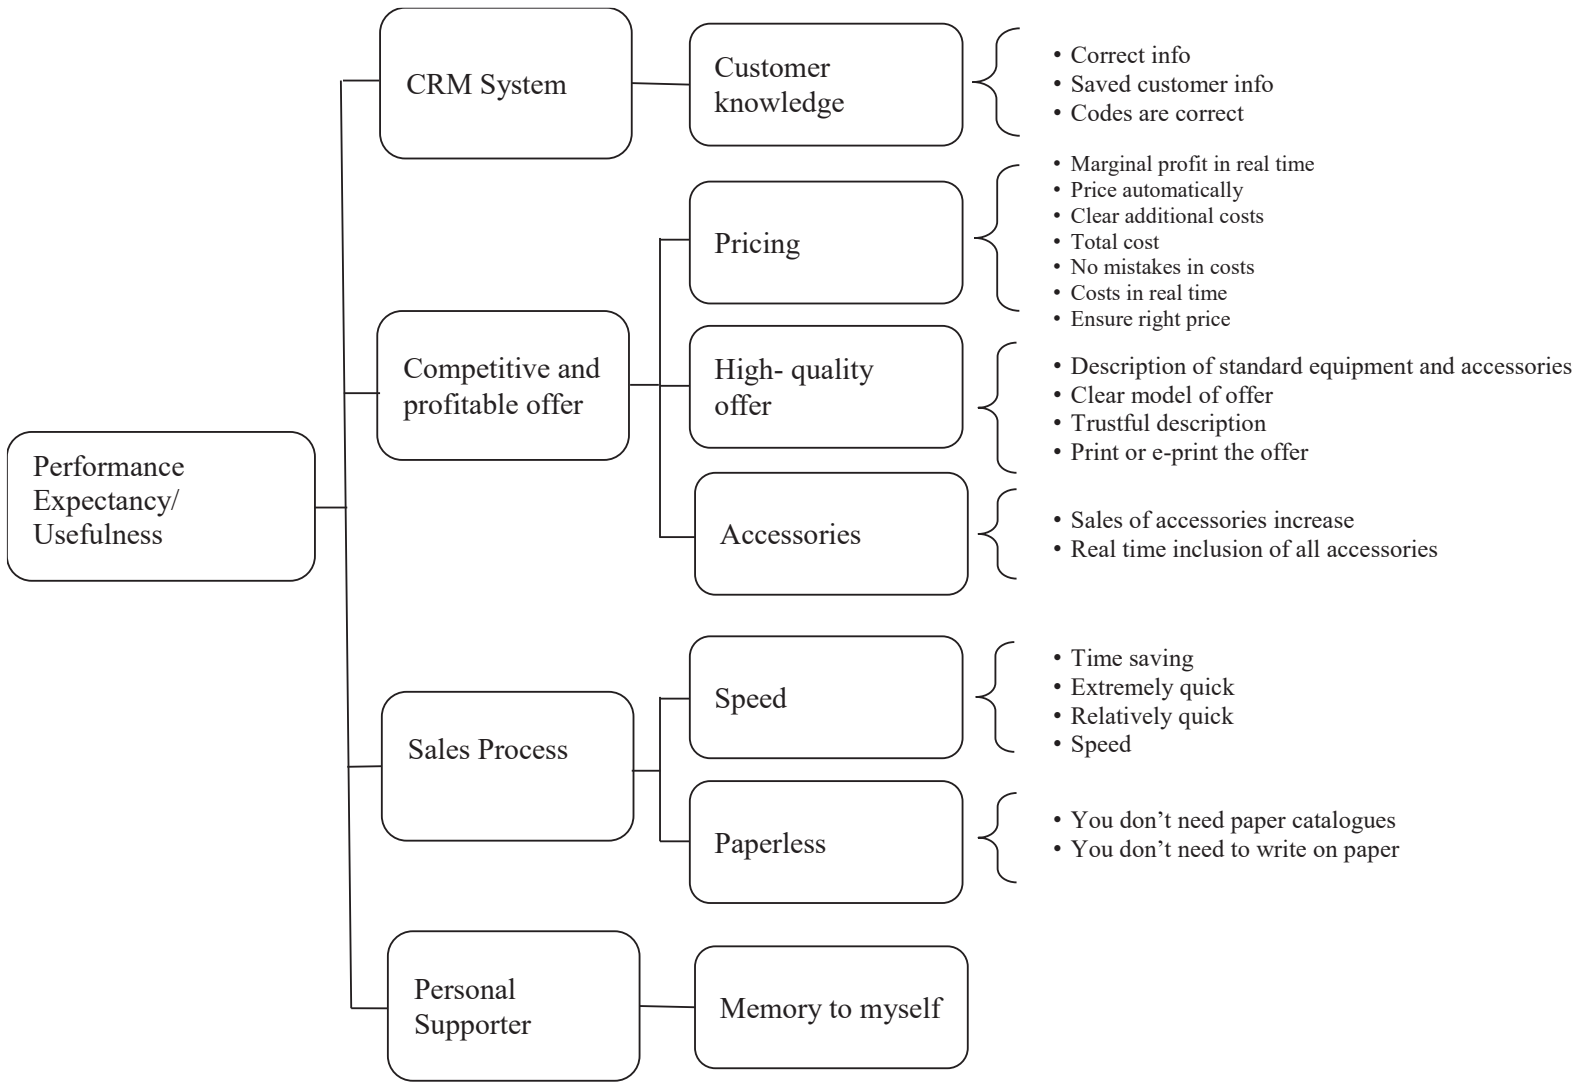 Performance
Expectancy/
Usefulness
CRM System
Customer
knowledge
• Correct info
• Saved customer info
• Codes are correct
Competitive and
profitable offer
Pricing
• Marginal profit in real time
• Price automatically
• Clear additional costs
• Total cost
• No mistakes in costs
• Costs in real time
• Ensure right price
High- quality
offer
• Description of standard equipment and accessories
• Clear model of offer
• Trustful description
• Print or e-print the offer
Accessories
• Sales of accessories increase
• Real time inclusion of all accessories
Sales Process
Speed
• Time saving
• Extremely quick
• Relatively quick
• Speed
Paperless
• You don’t need paper catalogues
• You don’t need to write on paper
Personal
Supporter
Memory to myself